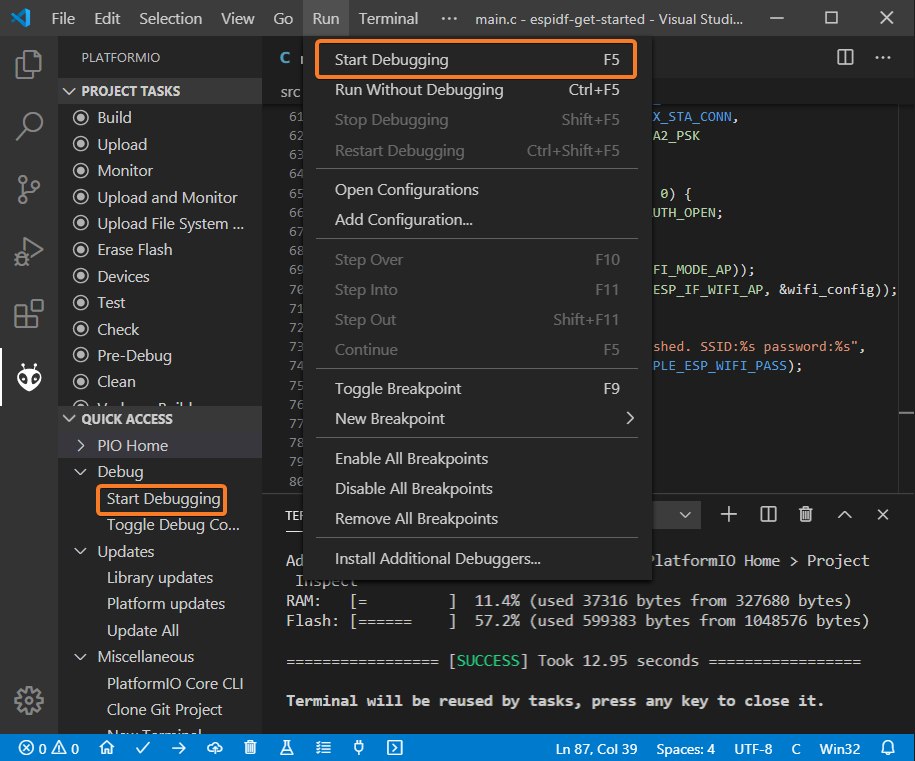 File Edit Selection View Go Run Terminal ··· main.c - espidf-get-started - Visual Studi...
PLATFORMIO
PROJECT TASKS
Build
Upload
Monitor
Upload and Monitor
Upload File System ...
Erase Flash
Devices
Test
Check
Pre-Debug
Clean
QUICK ACCESS
PIO Home
Debug
Start Debugging
Toggle Debug Co...
Updates
Library updates
Platform updates
Update All
Miscellaneous
PlatformIO Core CLI
Clone Git Project
New Terminal
C
src
Start Debugging F5
Run Without Debugging Ctrl+F5
Stop Debugging Shift+F5
Restart Debugging Ctrl+Shift+F5
Open Configurations
Add Configuration...
Step Over F10
Step Into F11
Step Out Shift+F11
Continue F5
Toggle Breakpoint F9
New Breakpoint
Enable All Breakpoints
Disable All Breakpoints
Remove All Breakpoints
Install Additional Debuggers...
61 X_STA_CONN,
62 A2_PSK
63
64
65 0) {
66 UTH_OPEN;
67
68
69 FI_MODE_AP));
70 ESP_IF_WIFI_AP, &wifi_config));
71
72
73 shed. SSID:%s password:%s",
74 PLE_ESP_WIFI_PASS);
75
76
77
78
79
80
TER
Ad PlatformIO Home > Project
Inspect
RAM: [= ] 11.4% (used 37316 bytes from 327680 bytes)
Flash: [====== ] 57.2% (used 599383 bytes from 1048576 bytes)
================= [SUCCESS] Took 12.95 seconds =================
Terminal will be reused by tasks, press any key to close it.
0 0 Ln 87, Col 39 Spaces: 4 UTF-8 C Win32